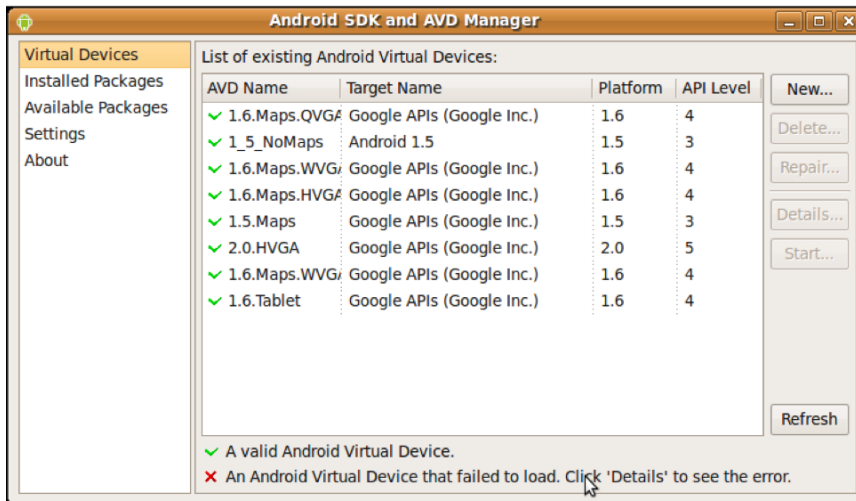 Android SDK and AVD Manager
Virtual Devices
Installed Packages
Available Packages
Settings
About
List of existing Android Virtual Devices:
AVD Name Target Name Platform API Level
1.6.Maps.QVGA Google APIs (Google Inc.) 1.6 4
1_5_NoMaps Android 1.5 1.5 3
1.6.Maps.WVG Google APIs (Google Inc.) 1.6 4
1.6.Maps.HVGA Google APIs (Google Inc.) 1.6 4
1.5.Maps Google APIs (Google Inc.) 1.5 3
2.0.HVGA Google APIs (Google Inc.) 2.0 5
1.6.Maps.WVG Google APIs (Google Inc.) 1.6 4
1.6.Tablet Google APIs (Google Inc.) 1.6 4
New...
Delete...
Repair...
Details...
Start...
Refresh
A valid Android Virtual Device.
An Android Virtual Device that failed to load. Click 'Details' to see the error.